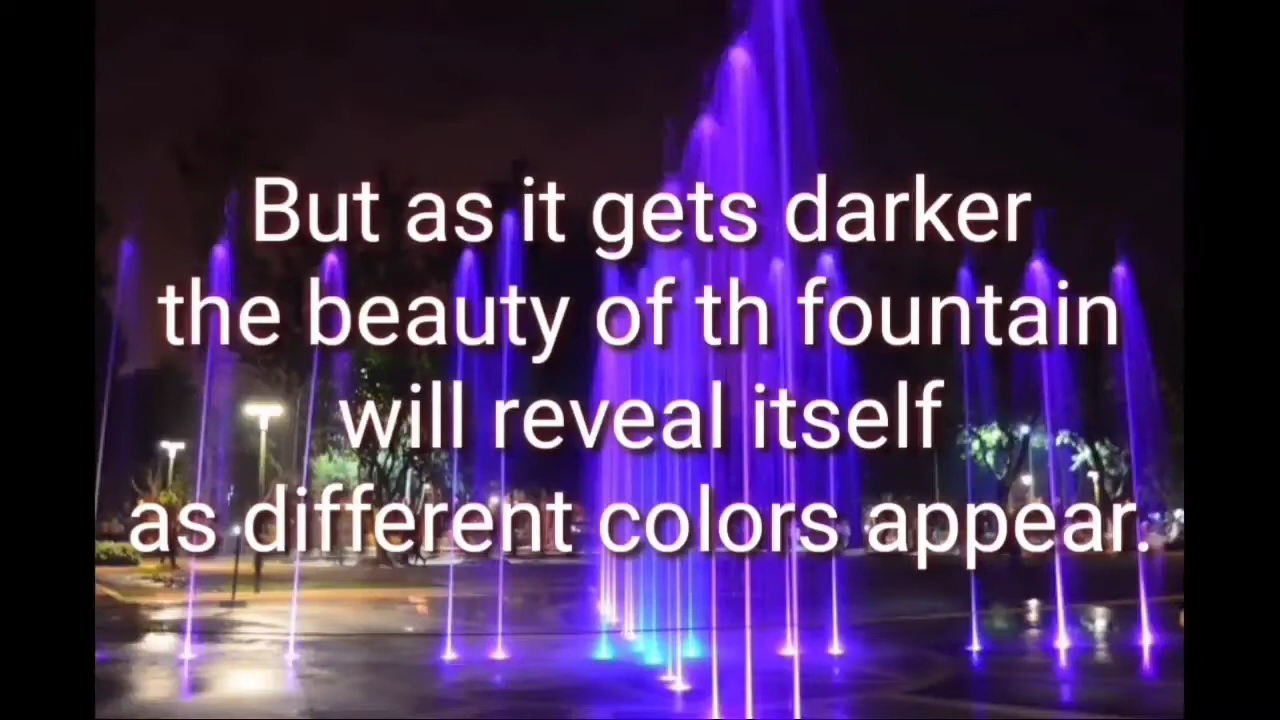 But as it gets darker
the beauty of th fountain
will reveal itself
as different colors appear.